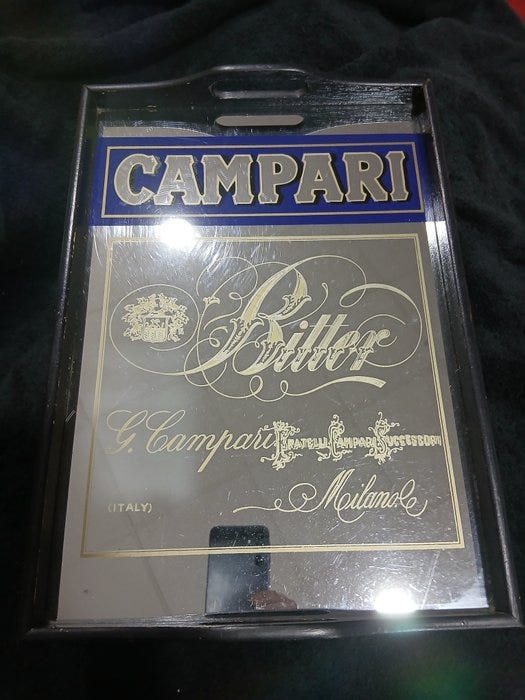 CAMPARI
Bitter
G. Campari Fratelli Campari Successori
(ITALY) Milano